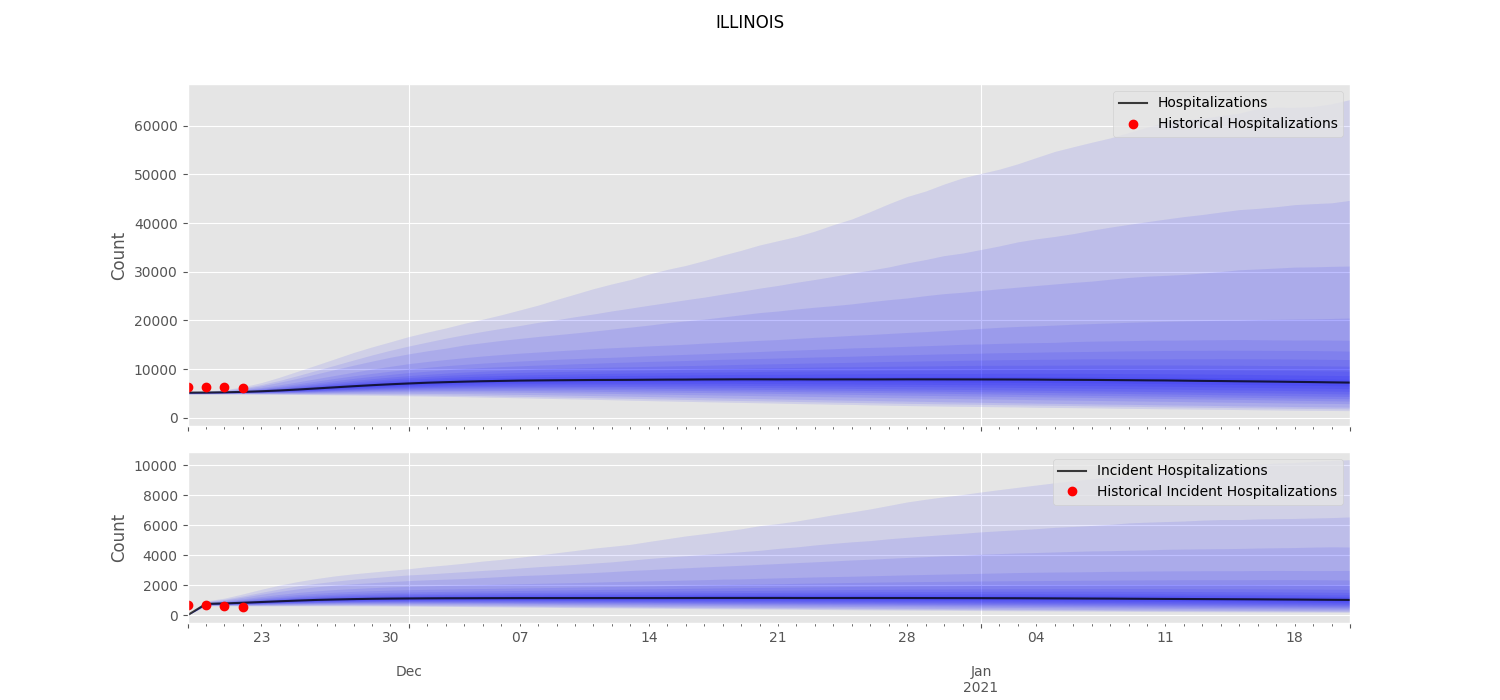 ILLINOIS
Hospitalizations
Historical Hospitalizations
Count
60000
50000
40000
30000
20000
10000
0
Incident Hospitalizations
Historical Incident Hospitalizations
Count
10000
8000
6000
4000
2000
0
23 30 07 14 21 28 04 11 18
Dec Jan
2021